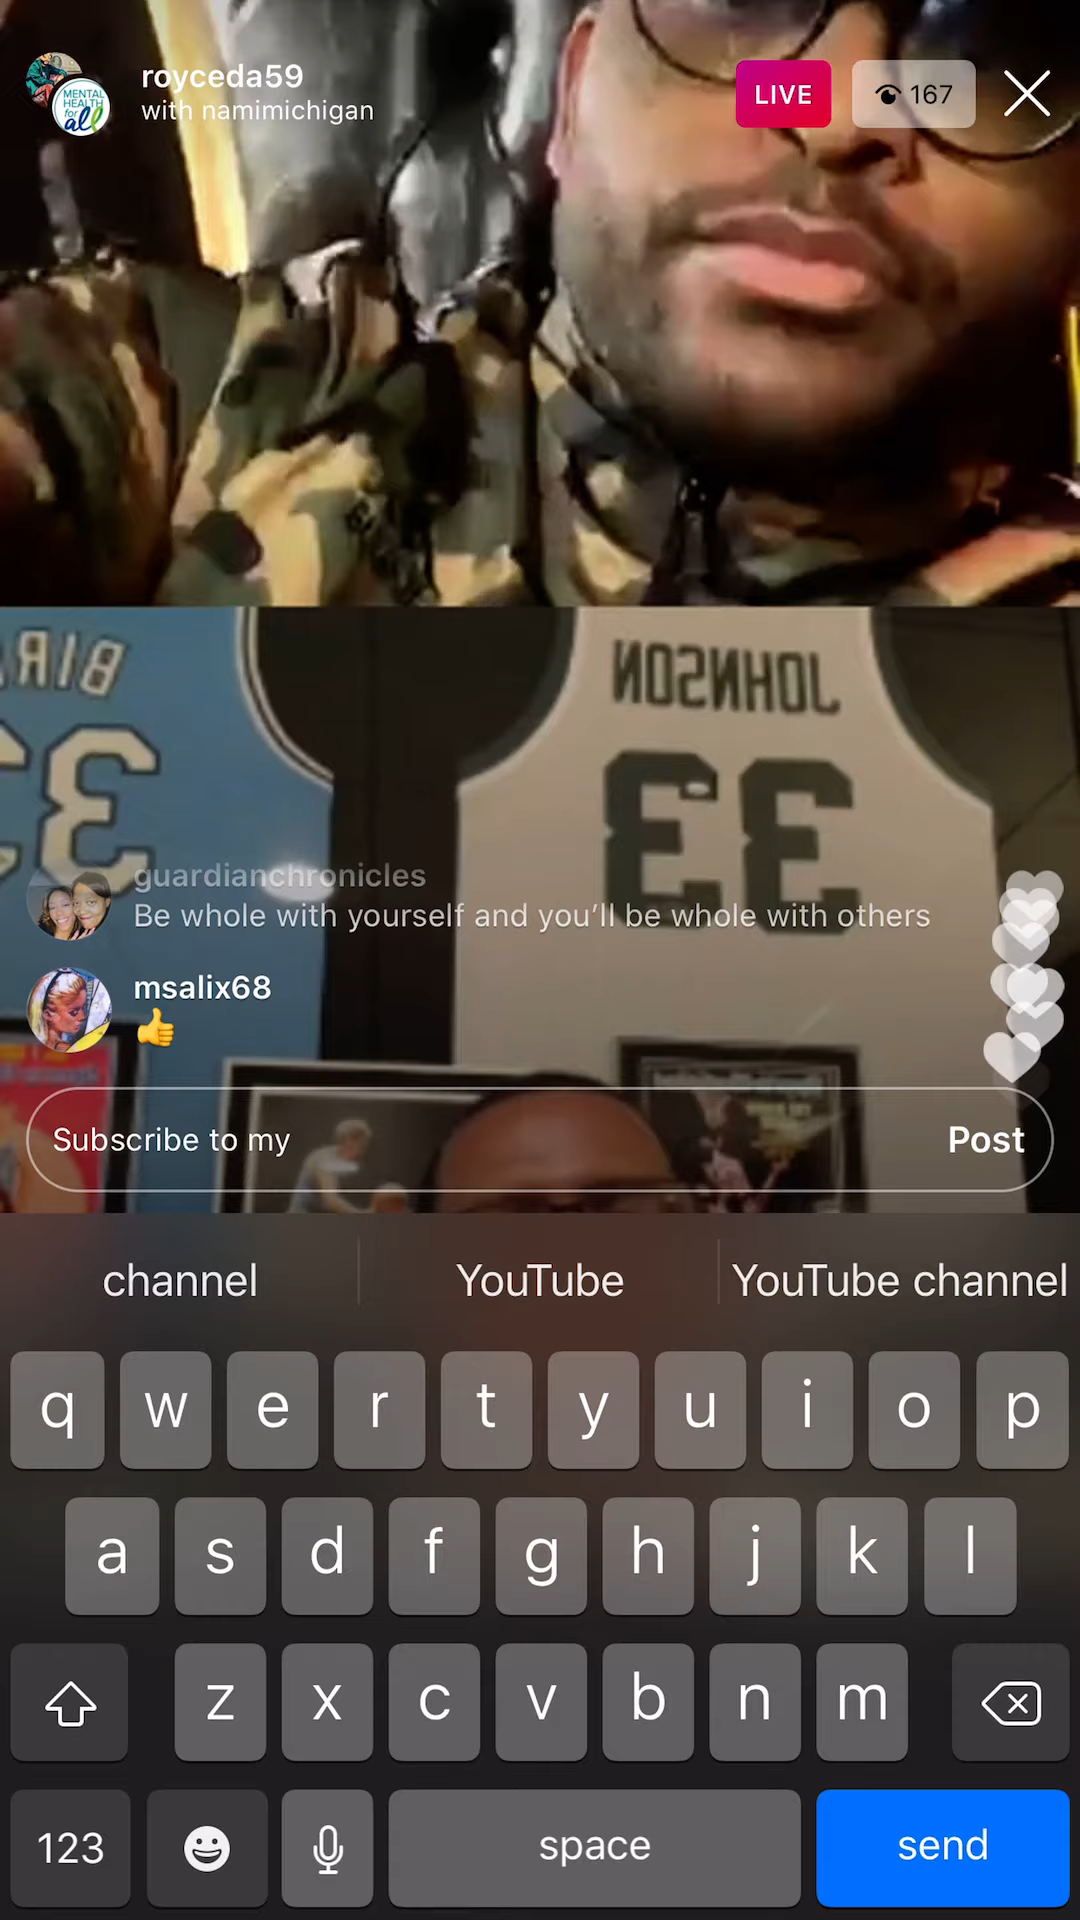 royceda59
with namimichigan
MENTAL
HEALTH
for
all
LIVE
167
BIR
33
JOHNSON
33
guardianchronicles
Be whole with yourself and you’ll be whole with others
msalix68
👍
Subscribe to my
Post
channel
YouTube
YouTube channel
q w e r t y u i o p
a s d f g h j k l
z x c v b n m
123
space
send